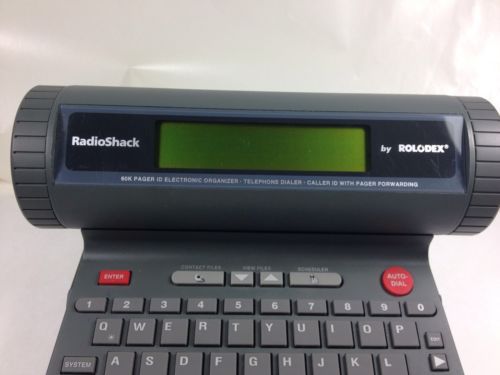 RadioShack
by ROLODEX®
60K PAGER ID ELECTRONIC ORGANIZER · TELEPHONE DIALER · CALLER ID WITH PAGER FORWARDING
CONTACT FILES VIEW FILES SCHEDULER
ENTER
AUTO-
DIAL
1 2 3 4 5 6 7 8 9 0
Q W E R T Y U I O P
EDIT
SYSTEM A S D F G H J K L